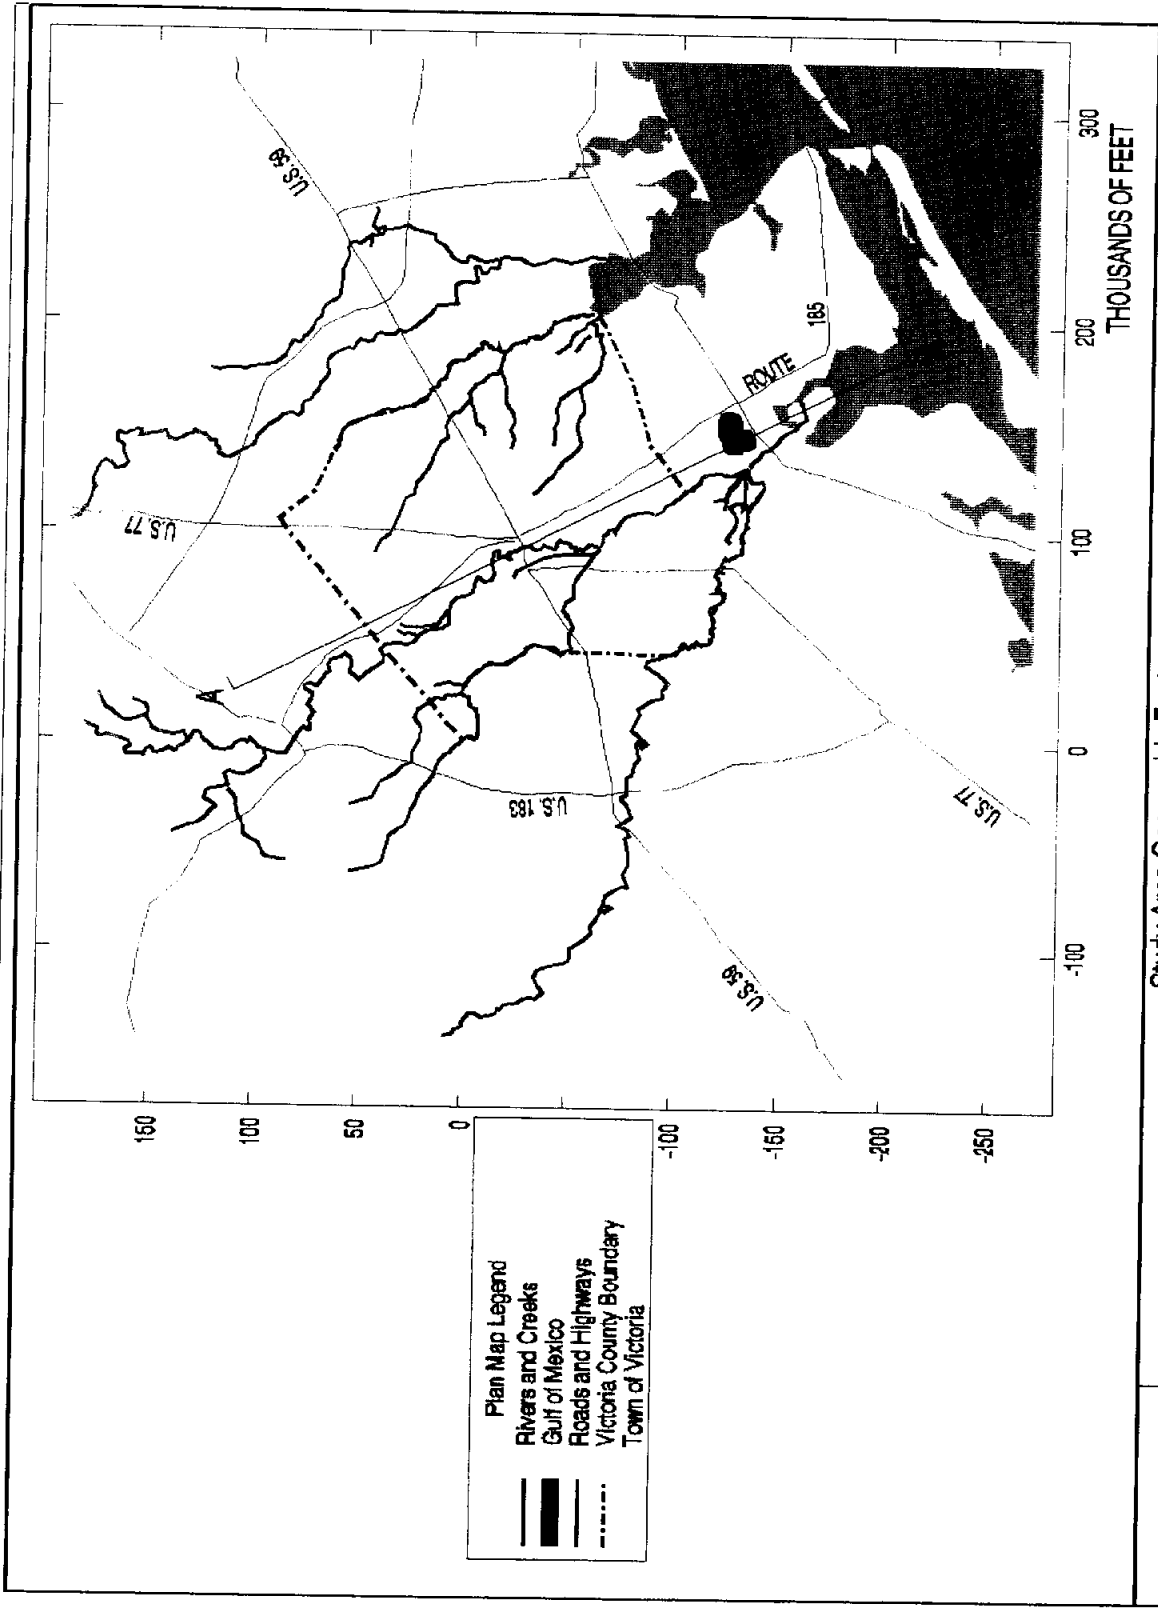 Plan Map Legend
Rivers and Creeks
Gulf of Mexico
Roads and Highways
Victoria County Boundary
Town of Victoria
150
100
50
0
-100
-150
-200
-250
-100
0
100
200
300
THOUSANDS OF FEET
U.S. 59
U.S. 77
A
U.S. 183
ROUTE
185
U.S. 77
U.S. 59
Study Area